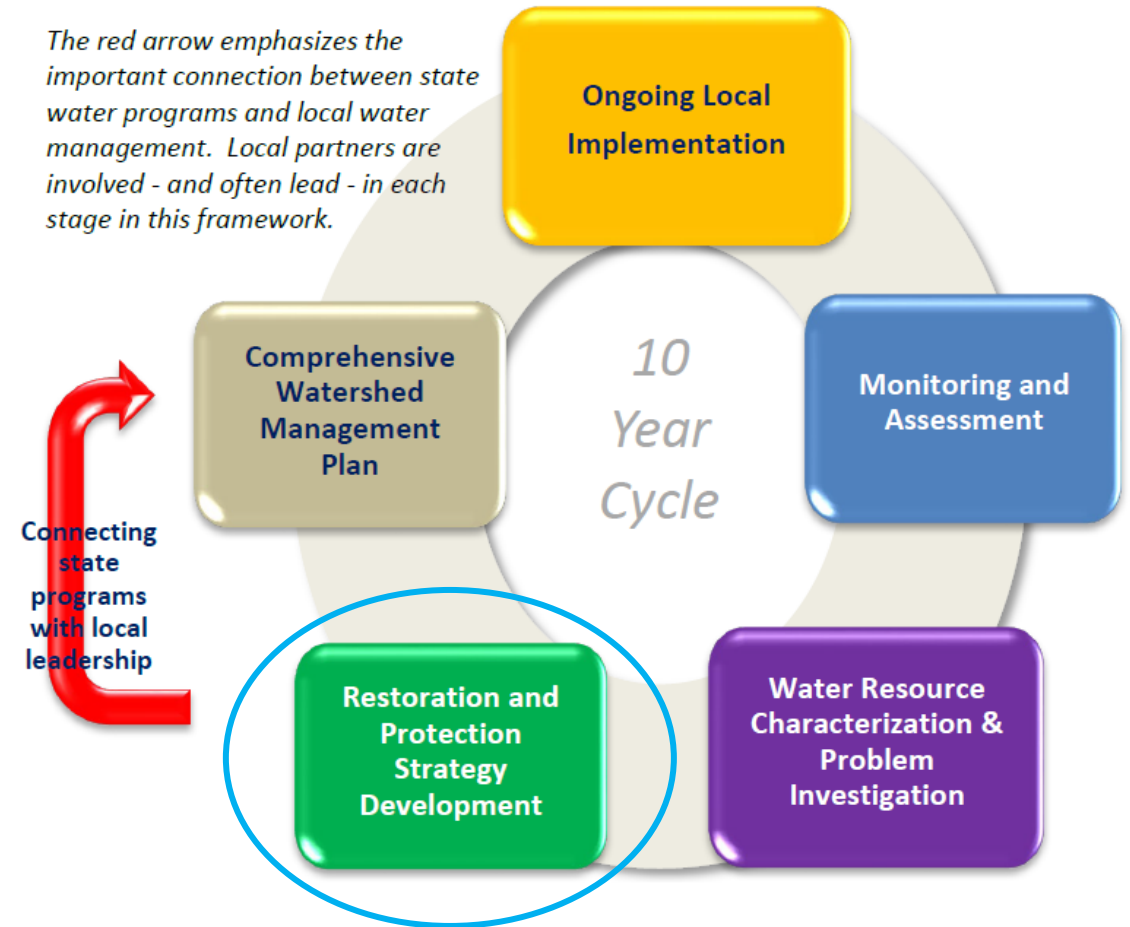 The red arrow emphasizes the
important connection between state
water programs and local water
management.  Local partners are
involved - and often lead - in each
stage in this framework.
Ongoing Local
Implementation
Monitoring and
Assessment
Water Resource
Characterization &
Problem
Investigation
Restoration and
Protection
Strategy
Development
Comprehensive
Watershed
Management
Plan
Connecting
state
programs
with local
leadership
10
Year
Cycle